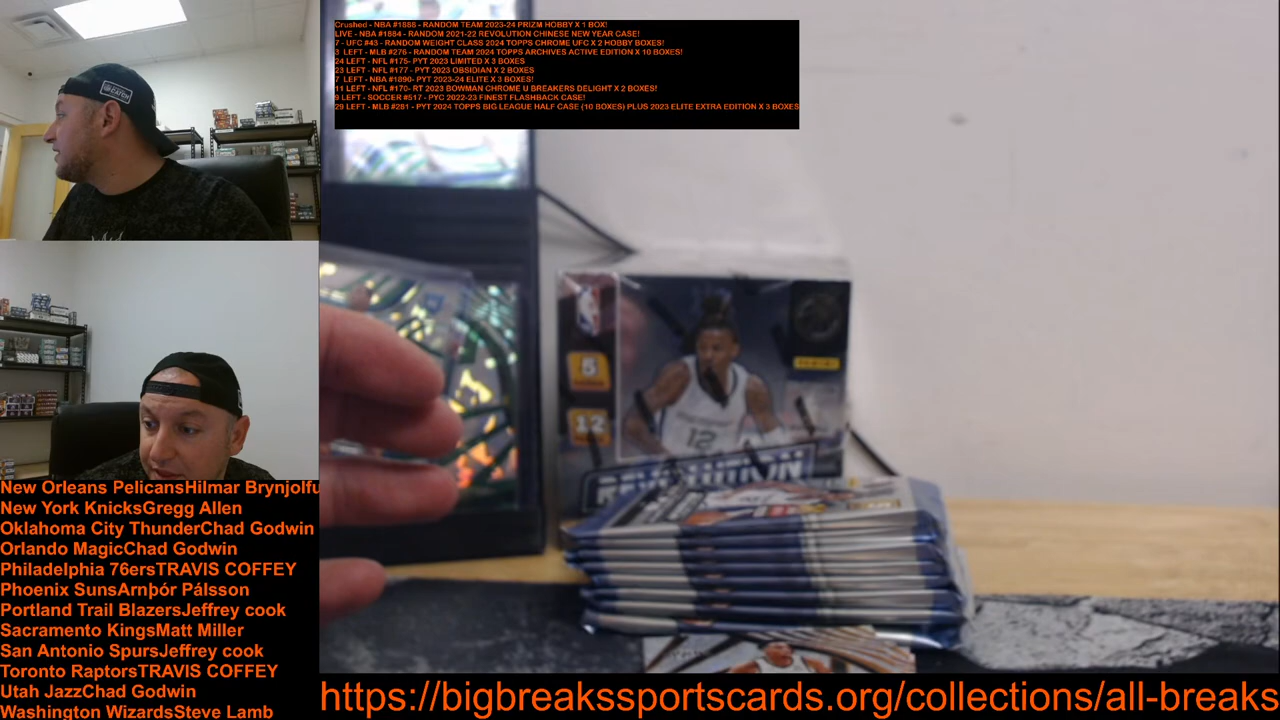 Crushed - NBA #1888 - RANDOM TEAM 2023-24 PRIZM HOBBY X 1 BOX!
LIVE - NBA #1884 - RANDOM 2021-22 REVOLUTION CHINESE NEW YEAR CASE!
7 - UFC #43 - RANDOM WEIGHT CLASS 2024 TOPPS CHROME UFC X 2 HOBBY BOXES!
3 LEFT - MLB #276 - RANDOM TEAM 2024 TOPPS ARCHIVES ACTIVE EDITION X 10 BOXES!
24 LEFT - NFL #175- PYT 2023 LIMITED X 3 BOXES
23 LEFT - NFL #177 - PYT 2023 OBSIDIAN X 2 BOXES
7 LEFT - NBA #1890- PYT 2023-24 ELITE X 3 BOXES!
11 LEFT - NFL #170- RT 2023 BOWMAN CHROME U BREAKERS DELIGHT X 2 BOXES!
9 LEFT - SOCCER #517 - PYC 2022-23 FINEST FLASHBACK CASE!
29 LEFT - MLB #281 - PYT 2024 TOPPS BIG LEAGUE HALF CASE (10 BOXES) PLUS 2023 ELITE EXTRA EDITION X 3 BOXES
5
12
12
REVOLUTION
New Orleans PelicansHilmar Brynjolfu
New York KnicksGregg Allen
Oklahoma City ThunderChad Godwin
Orlando MagicChad Godwin
Philadelphia 76ersTRAVIS COFFEY
Phoenix SunsArnþór Pálsson
Portland Trail BlazersJeffrey cook
Sacramento KingsMatt Miller
San Antonio SpursJeffrey cook
Toronto RaptorsTRAVIS COFFEY
Utah JazzChad Godwin
Washington WizardsSteve Lamb
https://bigbreakssportscards.org/collections/all-breaks